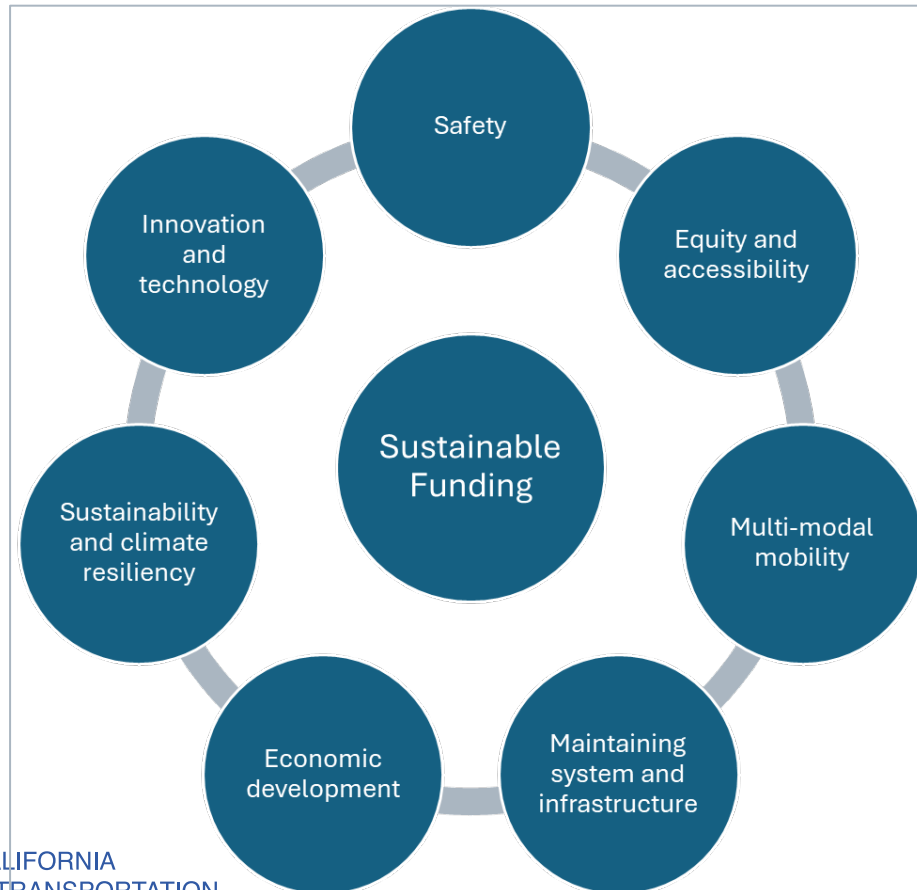 Safety
Equity and
accessibility
Multi-modal
mobility
Maintaining
system and
infrastructure
Economic
development
Sustainability
and climate
resiliency
Innovation
and
technology
Sustainable
Funding
LIFORNIA
TRANSPORTATION